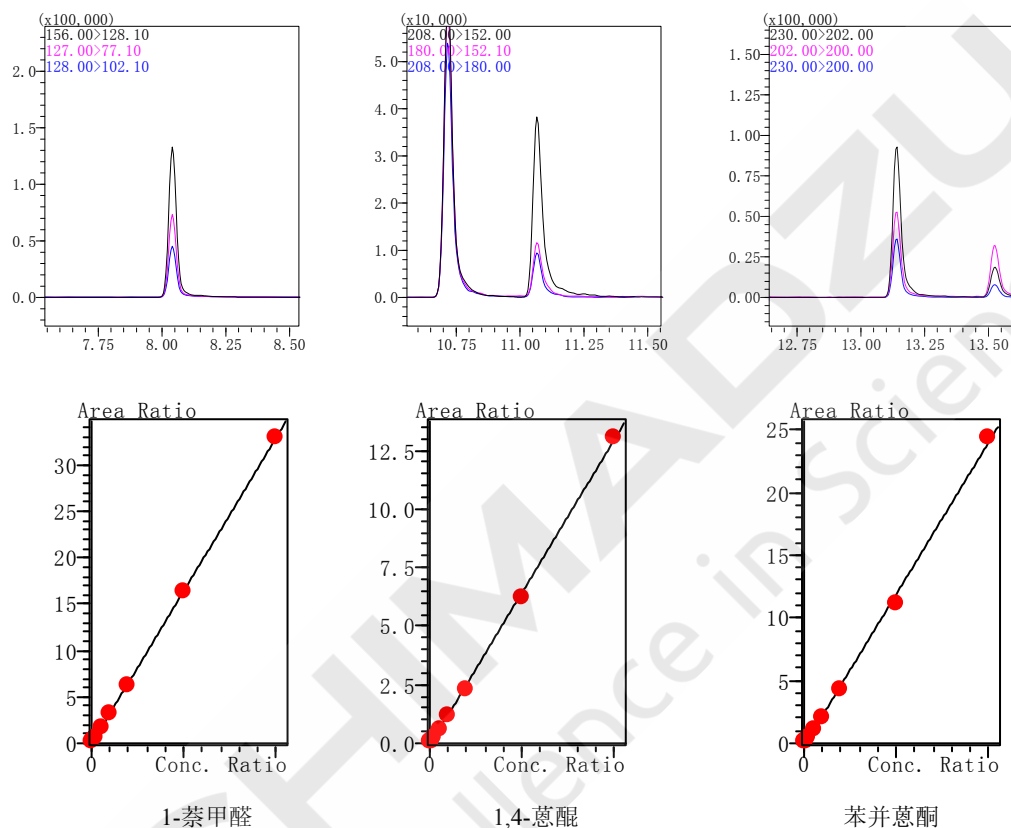 (x100,000)
156.00>128.10
127.00>77.10
128.00>102.10
2.0
1.5
1.0
0.5
0.0
7.75 8.00 8.25 8.50
(x10,000)
208.00>152.00
180.00>152.10
208.00>180.00
5.0
4.0
3.0
2.0
1.0
0.0
10.75 11.00 11.25 11.50
(x100,000)
230.00>202.00
202.00>200.00
230.00>200.00
1.50
1.25
1.00
0.75
0.50
0.25
0.00
12.75 13.00 13.25 13.50
Area Ratio
30
25
20
15
10
5
0
0 Conc. Ratio
1-萘甲醛
Area Ratio
12.5
10.0
7.5
5.0
2.5
0.0
0 Conc. Ratio
1,4-蒽醌
Area Ratio
25
20
15
10
5
0
0 Conc. Ratio
苯并蒽酮
SHIMADZU
llence in Scien